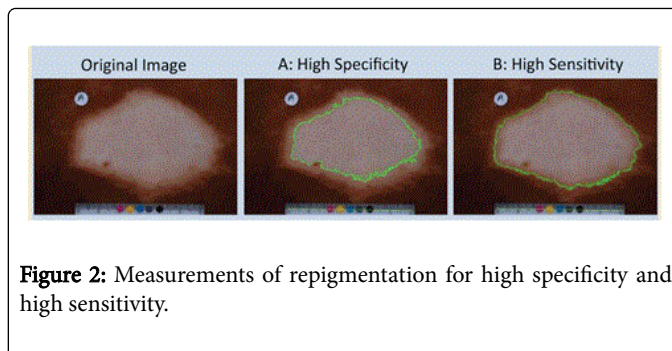 Original Image
A: High Specificity
B: High Sensitivity
Figure 2: Measurements of repigmentation for high specificity and
high sensitivity.